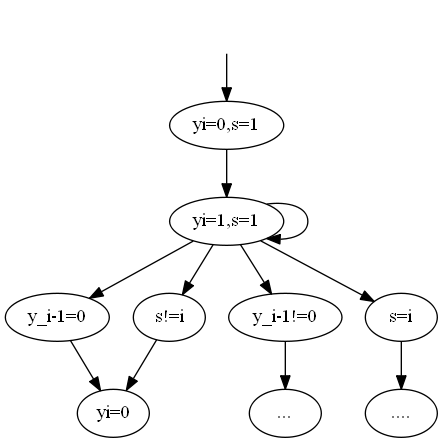 yi=0,s=1
yi=1,s=1
y_i-1=0
s!=i
y_i-1!=0
s=i
yi=0
...
....